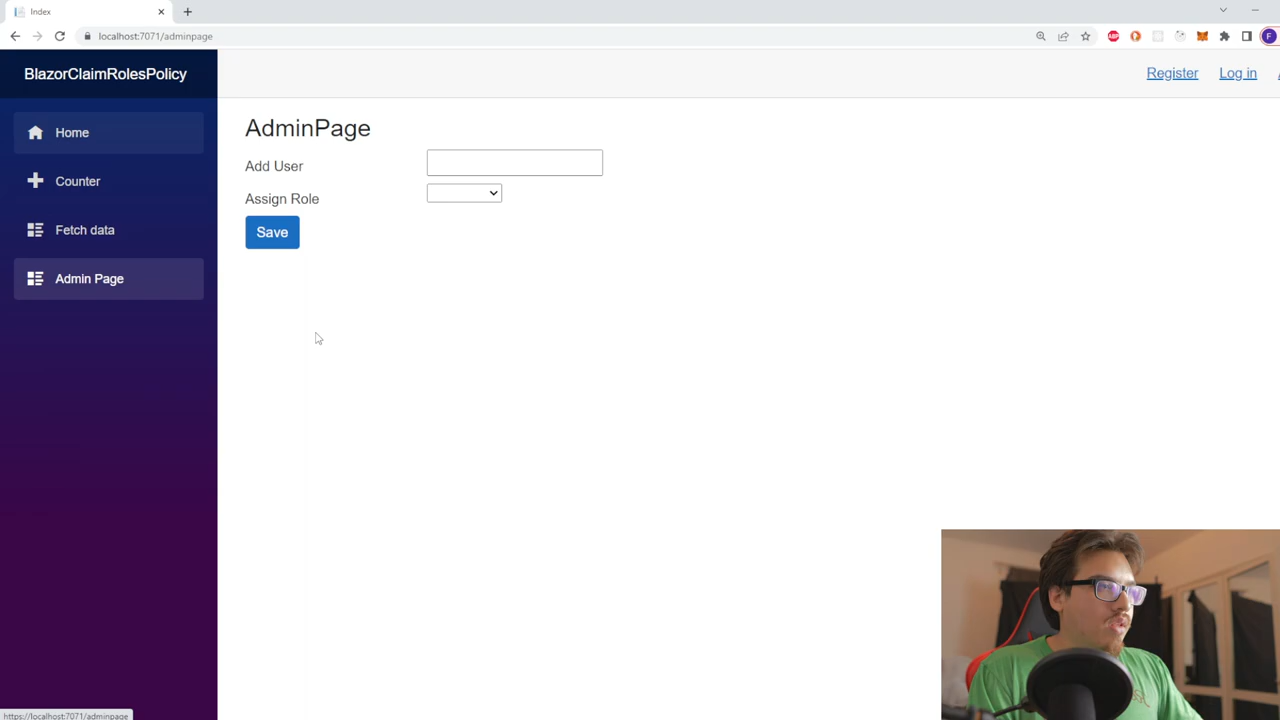 Index
localhost:7071/adminpage
ABP
F
BlazorClaimRolesPolicy
Register
Log in
Home
Counter
Fetch data
Admin Page
AdminPage
Add User
Assign Role
Save
https://localhost:7071/adminpage